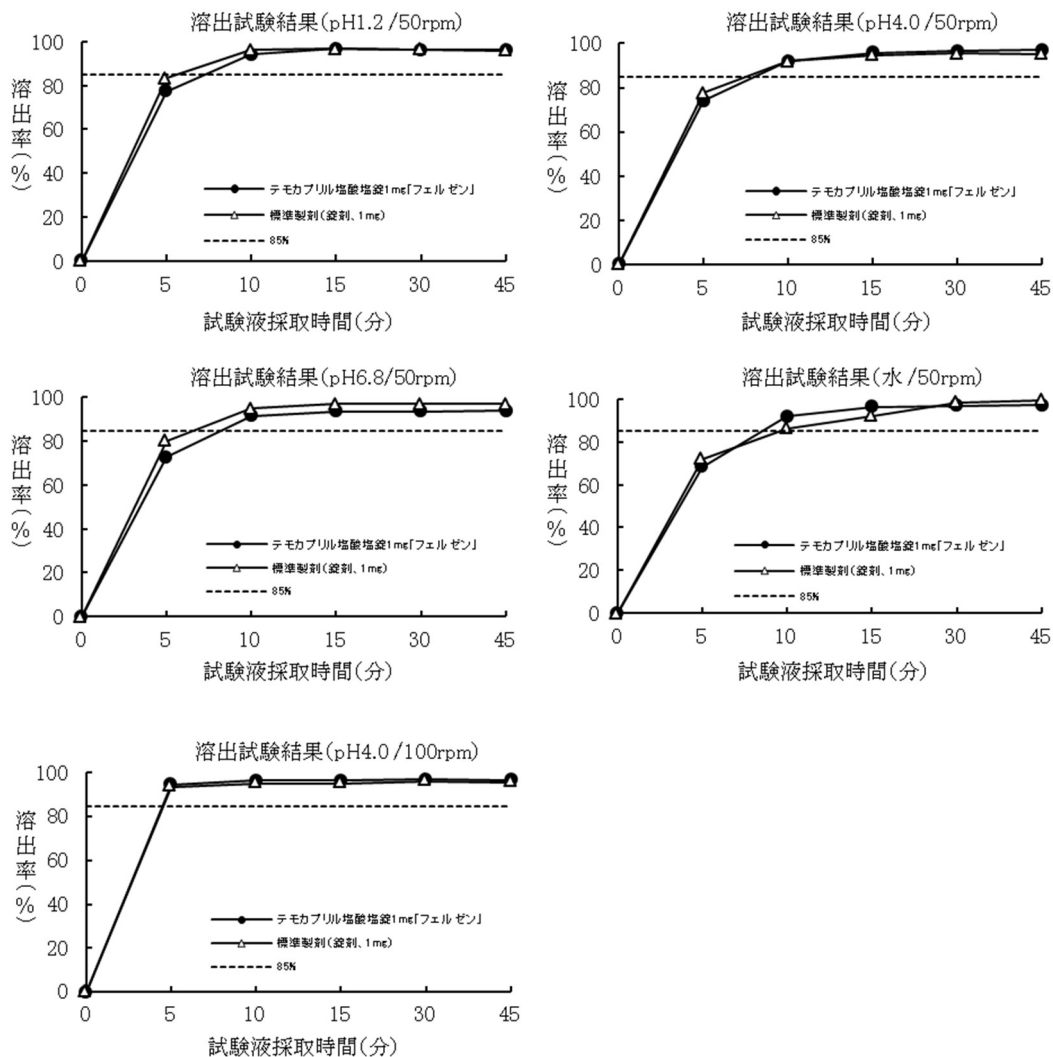 溶出試験結果(pH1.2/50rpm)
溶出率(%)
100
80
60
40
20
0
テモカプリル塩酸塩錠1mg「フェルゼン」
標準製剤(錠剤、1mg)
85%
0 5 10 15 30 45
試験液採取時間(分)
溶出試験結果(pH4.0/50rpm)
溶出率(%)
100
80
60
40
20
0
テモカプリル塩酸塩錠1mg「フェルゼン」
標準製剤(錠剤、1mg)
85%
0 5 10 15 30 45
試験液採取時間(分)
溶出試験結果(pH6.8/50rpm)
溶出率(%)
100
80
60
40
20
0
テモカプリル塩酸塩錠1mg「フェルゼン」
標準製剤(錠剤、1mg)
85%
0 5 10 15 30 45
試験液採取時間(分)
溶出試験結果(水/50rpm)
溶出率(%)
100
80
60
40
20
0
テモカプリル塩酸塩錠1mg「フェルゼン」
標準製剤(錠剤、1mg)
85%
0 5 10 15 30 45
試験液採取時間(分)
溶出試験結果(pH4.0/100rpm)
溶出率(%)
100
80
60
40
20
0
テモカプリル塩酸塩錠1mg「フェルゼン」
標準製剤(錠剤、1mg)
85%
0 5 10 15 30 45
試験液採取時間(分)